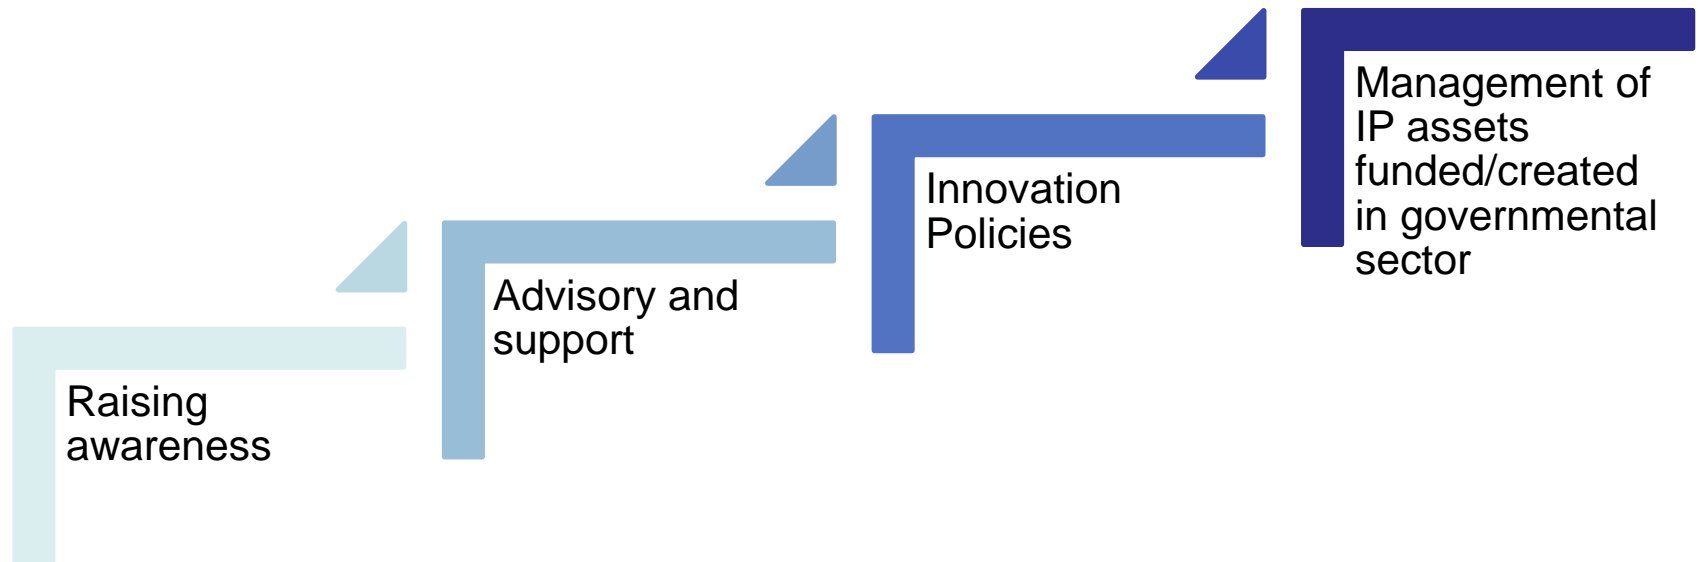 Raising
awareness
Advisory and
support
Innovation
Policies
Management of
IP assets
funded/created
in governmental
sector